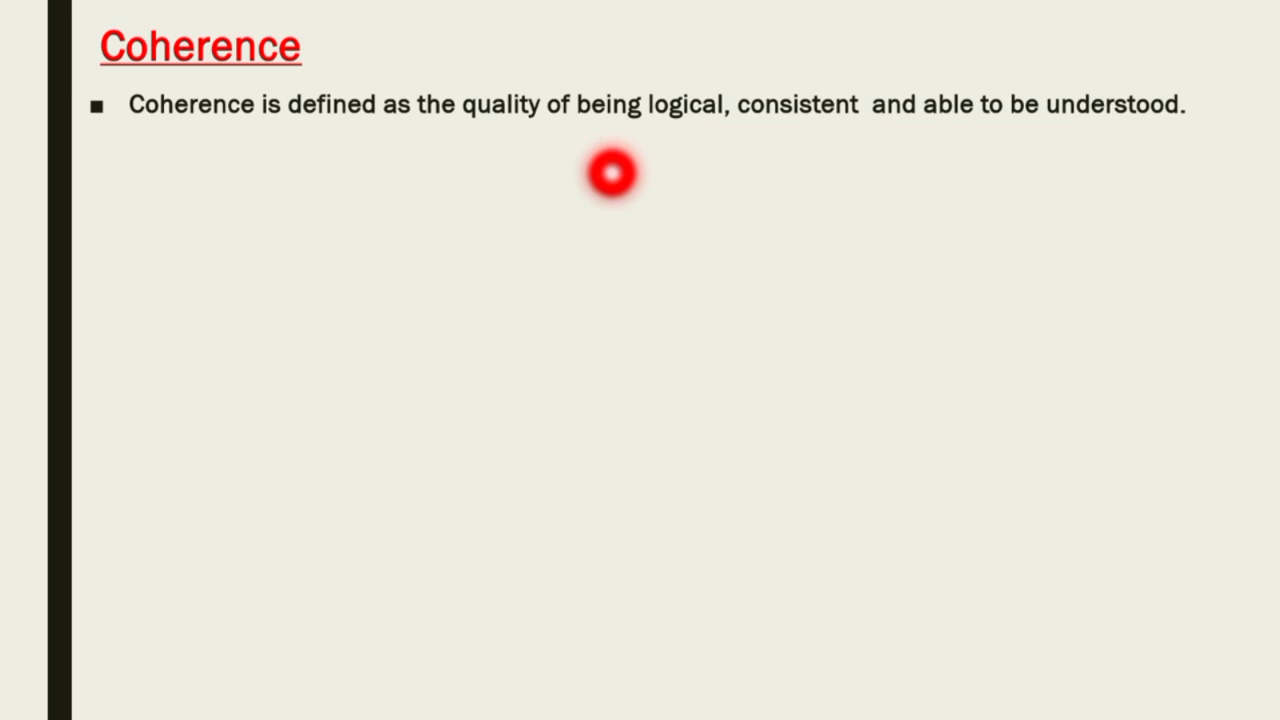 Coherence
▪ Coherence is defined as the quality of being logical, consistent  and able to be understood.